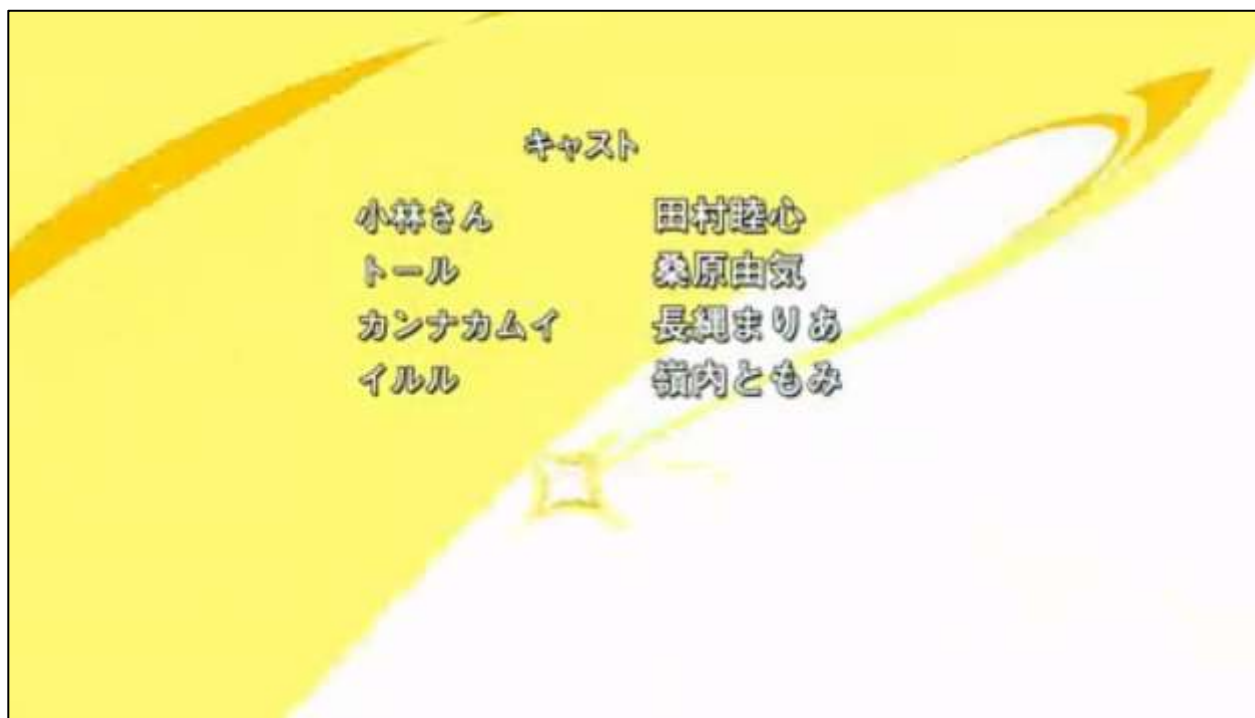 キャスト
小林さん 田村睦心
トール 桑原由気
カンナカムイ 長縄まりあ
イルル 嶺内ともみ